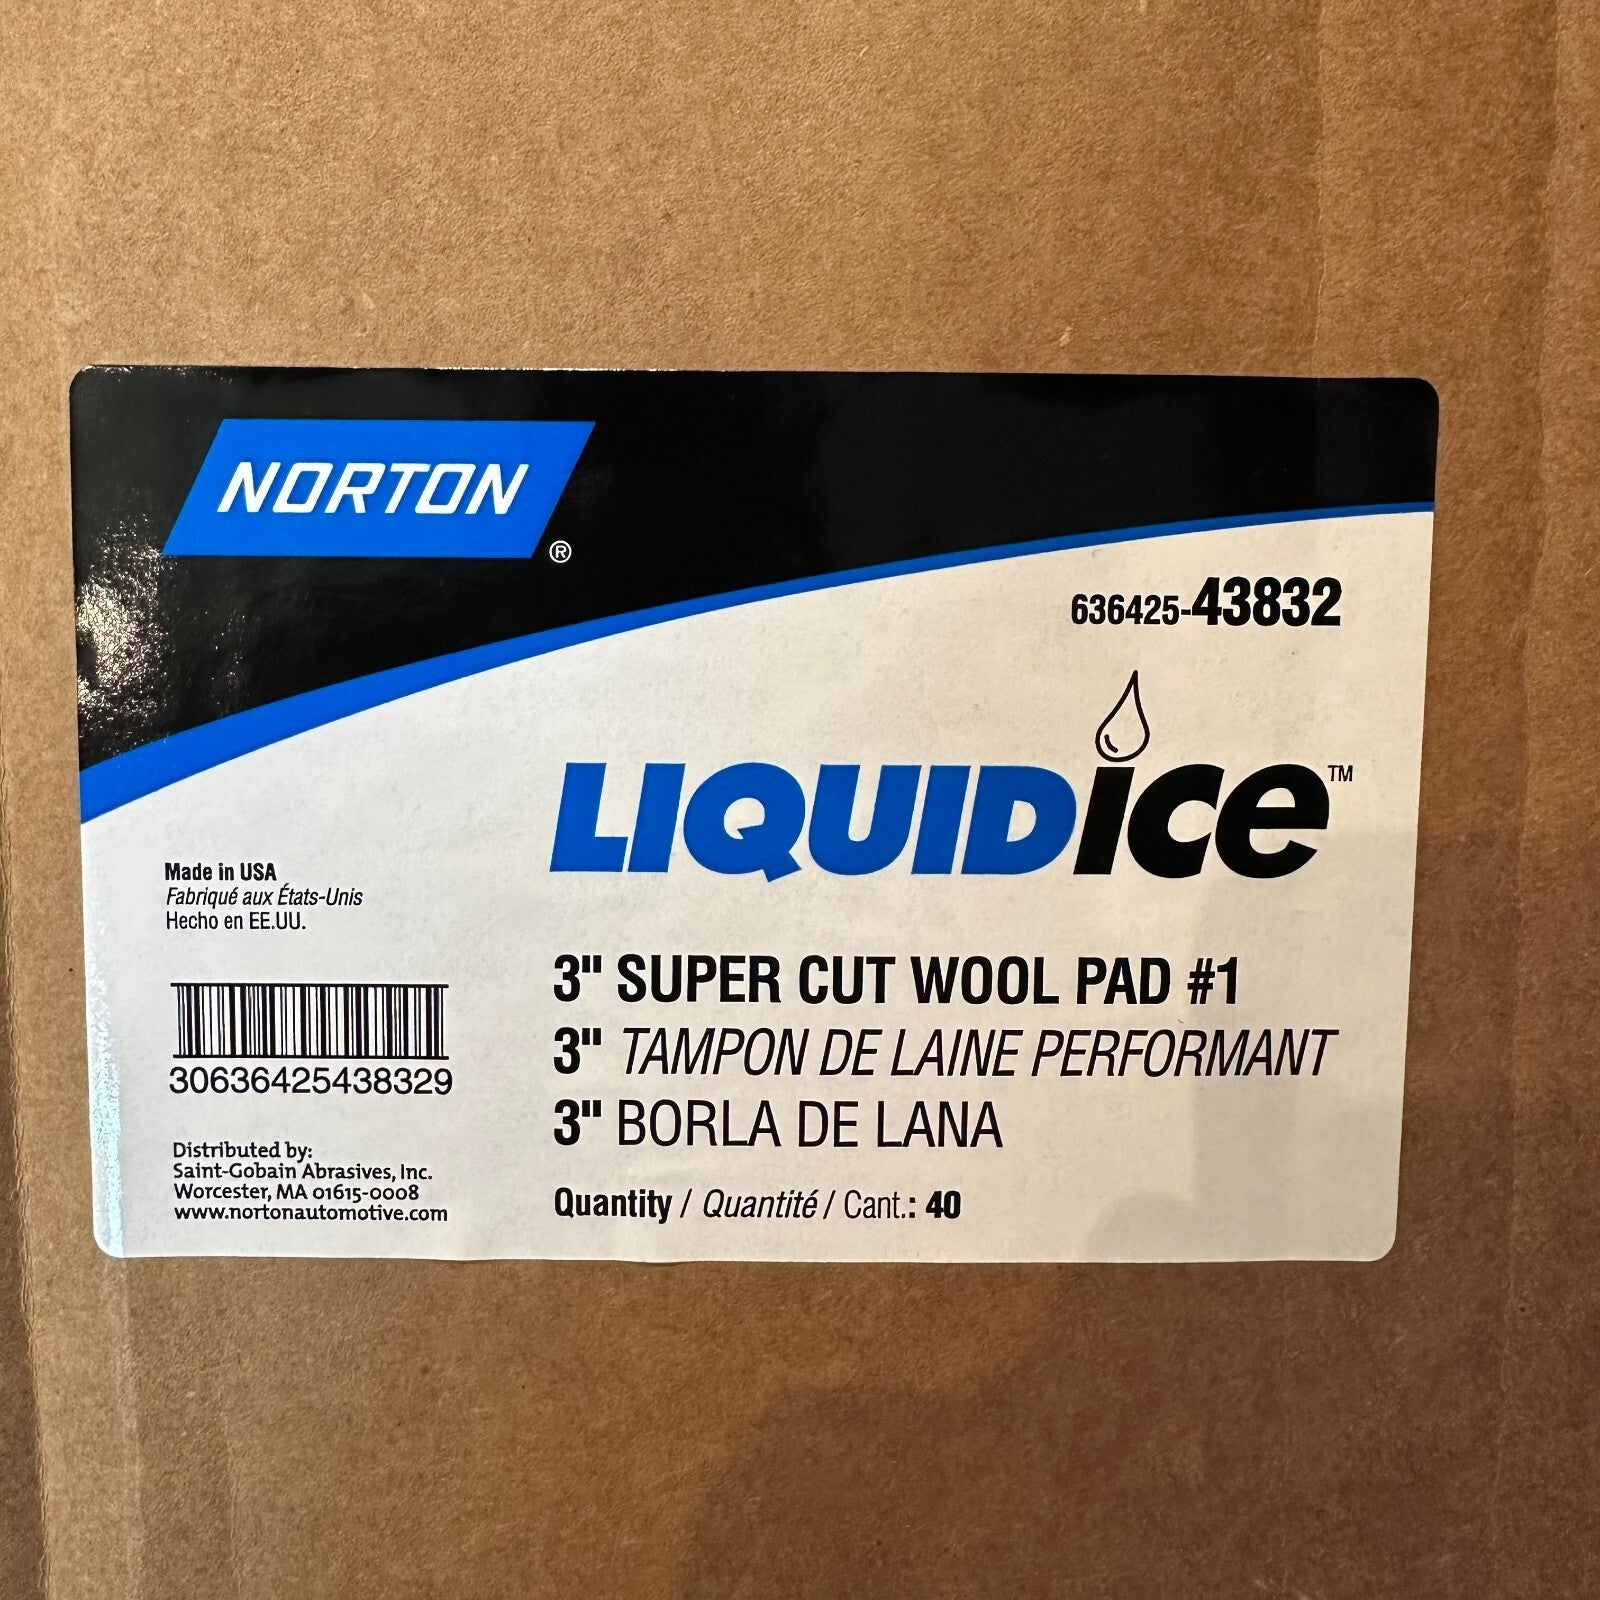 NORTON ®
636425-43832
LIQUIDiCe™
Made in USA
Fabriqué aux États-Unis
Hecho en EE.UU.
3" SUPER CUT WOOL PAD #1
3" TAMPON DE LAINE PERFORMANT
3" BORLA DE LANA
30636425438329
Distributed by:
Saint-Gobain Abrasives, Inc.
Worcester, MA 01615-0008
www.nortonautomotive.com
Quantity / Quantité / Cant.: 40